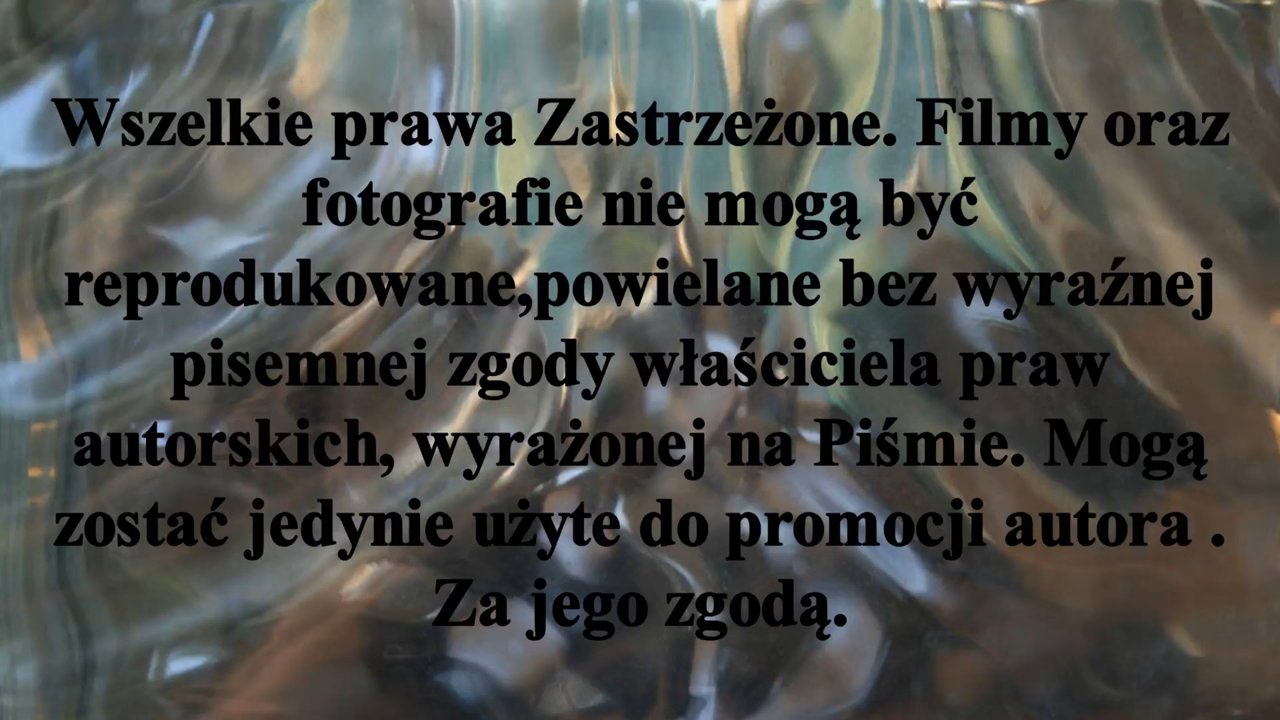 Wszelkie prawa Zastrzeżone. Filmy oraz
fotografie nie mogą być
reprodukowane,powielane bez wyraźnej
pisemnej zgody właściciela praw
autorskich, wyrażonej na Piśmie. Mogą
zostać jedynie użyte do promocji autora .
Za jego zgodą.